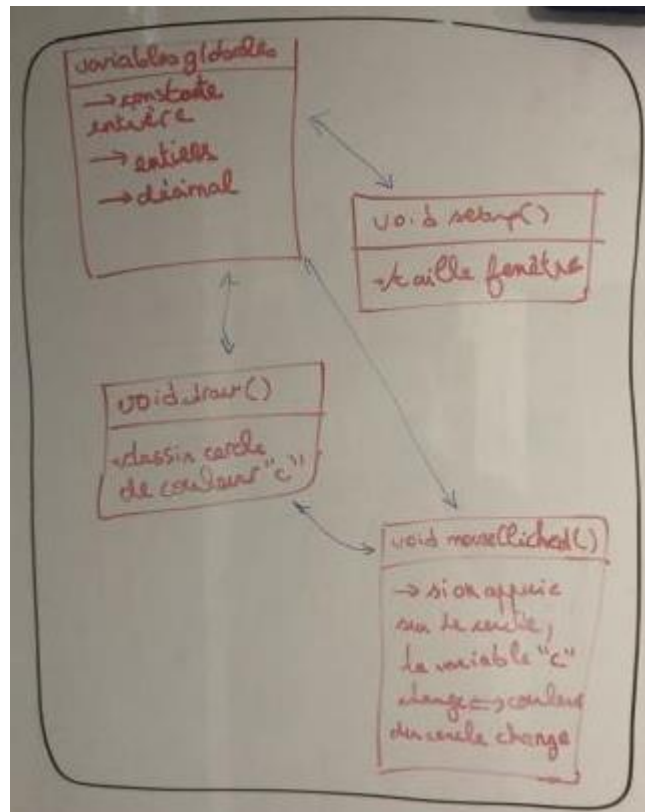 variables globales
→ constante
entière
→ entiers
→ décimal
void setup()
→ taille fenêtre
void draw()
→ dessin cercle
de couleur "c"
void mouseClicked()
→ si on appuie
sur le cercle,
la variable "c"
change ⇔ couleur
du cercle change